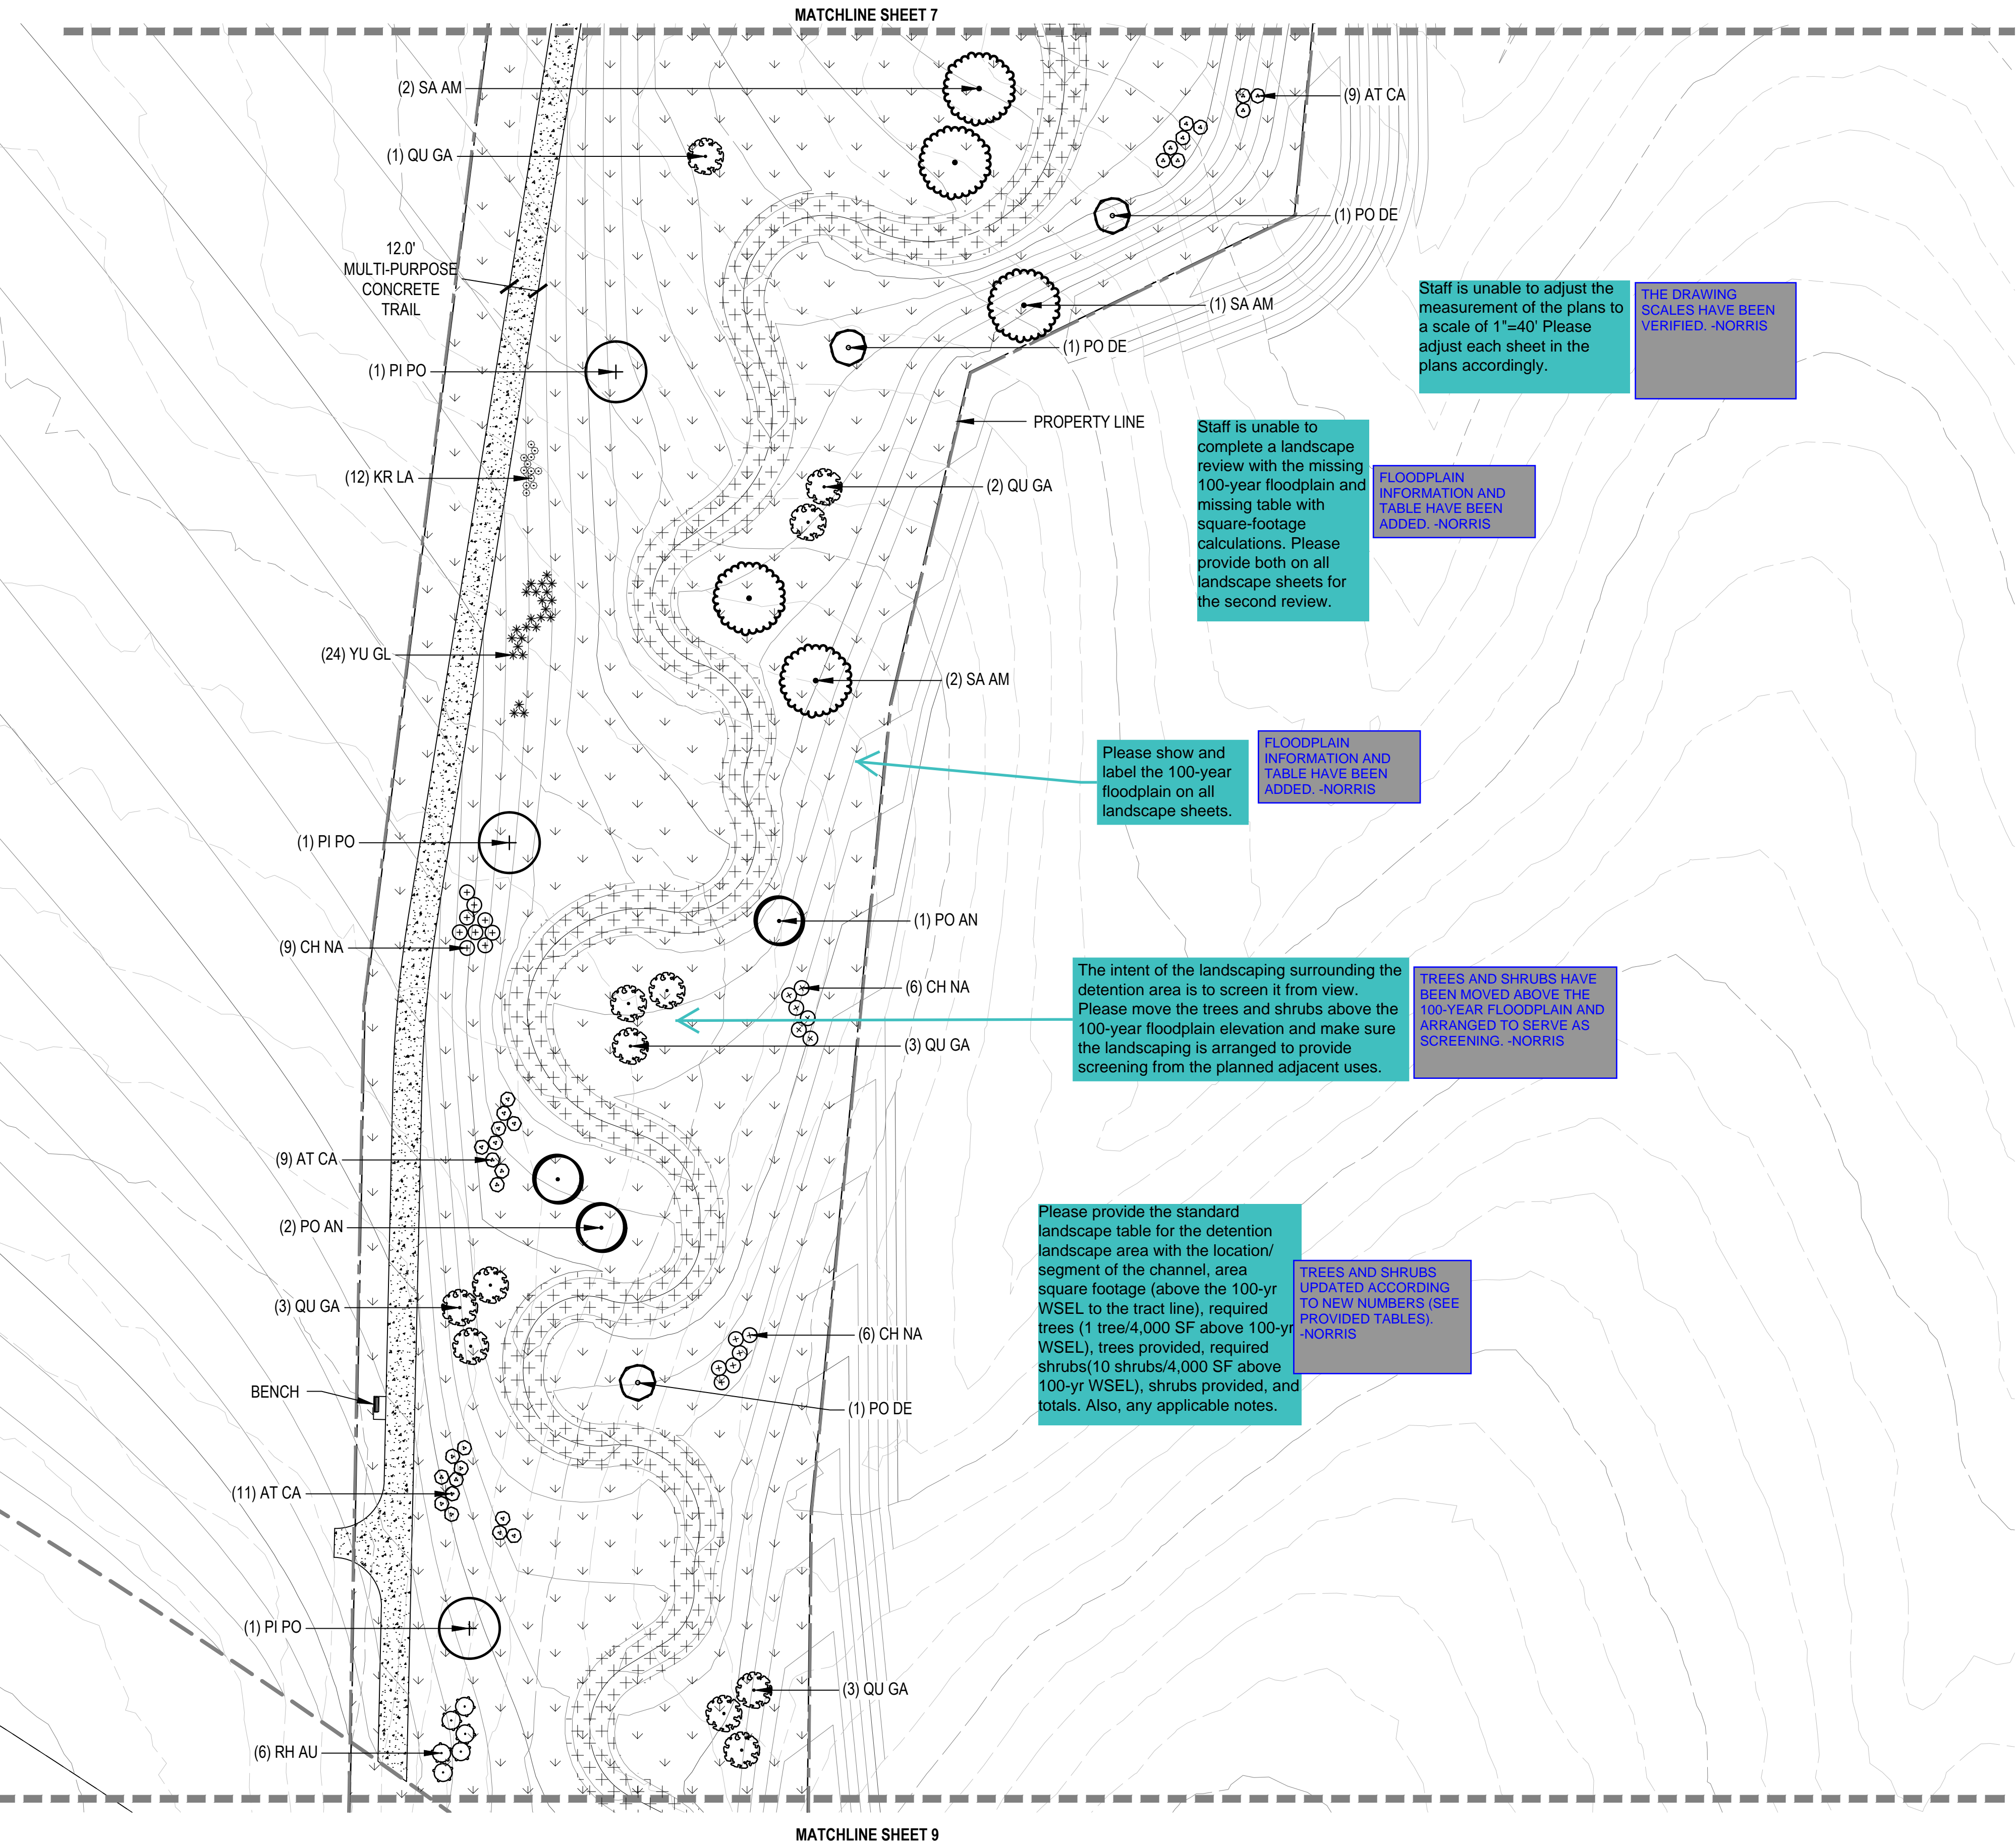 MATCHLINE SHEET 7
(2) SA AM
(9) AT CA
(1) QU GA
(1) PO DE
12.0'
MULTI-PURPOSE
CONCRETE
TRAIL
(1) SA AM
(1) PO DE
(1) PI PO
Staff is unable to adjust the
measurement of the plans to
a scale of 1"=40' Please
adjust each sheet in the
plans accordingly.
THE DRAWING
SCALES HAVE BEEN
VERIFIED. -NORRIS
PROPERTY LINE
Staff is unable to
complete a landscape
review with the missing
100-year floodplain and
missing table with
square-footage
calculations. Please
provide both on all
landscape sheets for
the second review.
FLOODPLAIN
INFORMATION AND
TABLE HAVE BEEN
ADDED. -NORRIS
(12) KR LA
(2) QU GA
(24) YU GL
(2) SA AM
Please show and
label the 100-year
floodplain on all
landscape sheets.
FLOODPLAIN
INFORMATION AND
TABLE HAVE BEEN
ADDED. -NORRIS
(1) PI PO
(1) PO AN
(9) CH NA
(6) CH NA
The intent of the landscaping surrounding the
detention area is to screen it from view.
Please move the trees and shrubs above the
100-year floodplain elevation and make sure
the landscaping is arranged to provide
screening from the planned adjacent uses.
TREES AND SHRUBS HAVE
BEEN MOVED ABOVE THE
100-YEAR FLOODPLAIN AND
ARRANGED TO SERVE AS
SCREENING. -NORRIS
(3) QU GA
(9) AT CA
(2) PO AN
Please provide the standard
landscape table for the detention
landscape area with the location/
segment of the channel, area
square footage (above the 100-yr
WSEL to the tract line), required
trees (1 tree/4,000 SF above 100-yr
WSEL), trees provided, required
shrubs(10 shrubs/4,000 SF above
100-yr WSEL), shrubs provided, and
totals. Also, any applicable notes.
TREES AND SHRUBS
UPDATED ACCORDING
TO NEW NUMBERS (SEE
PROVIDED TABLES).
-NORRIS
(3) QU GA
(6) CH NA
BENCH
(1) PO DE
(11) AT CA
(1) PI PO
(3) QU GA
(6) RH AU
MATCHLINE SHEET 9